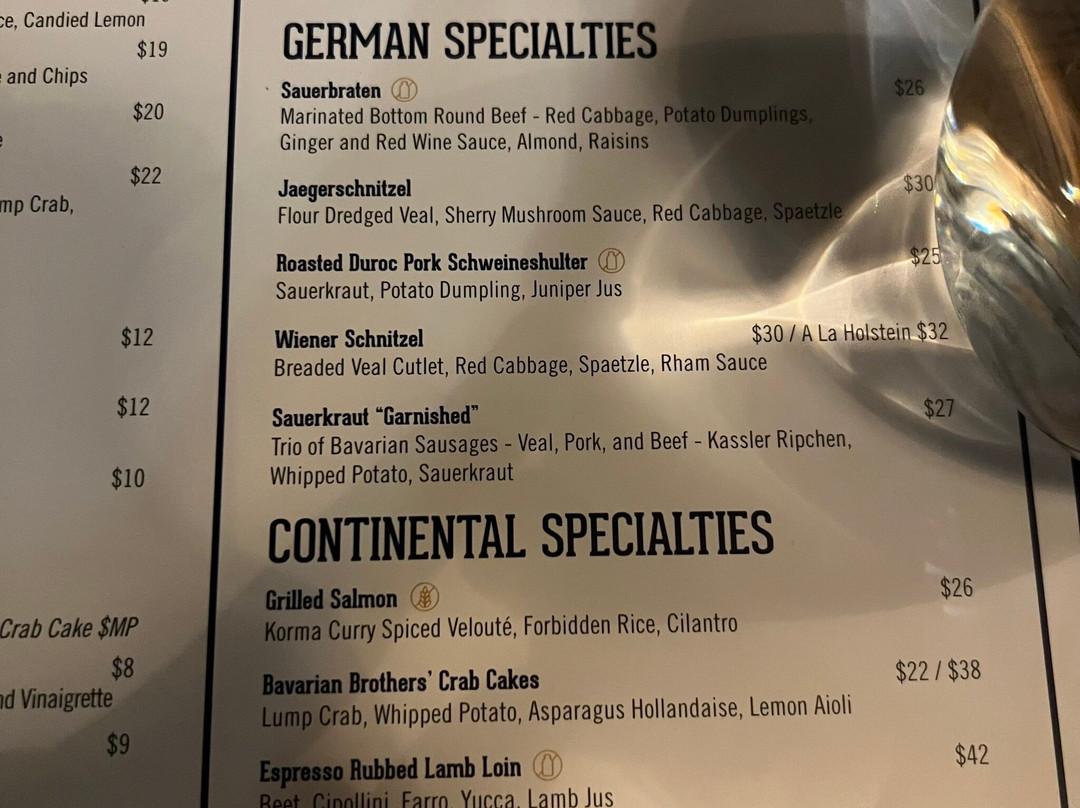 ce, Candied Lemon
$19
and Chips
$20
$22
mp Crab,
$12
$12
$10
Crab Cake $MP
$8
nd Vinaigrette
$9
GERMAN SPECIALTIES
Sauerbraten $26
Marinated Bottom Round Beef - Red Cabbage, Potato Dumplings,
Ginger and Red Wine Sauce, Almond, Raisins
Jaegerschnitzel $30
Flour Dredged Veal, Sherry Mushroom Sauce, Red Cabbage, Spaetzle
Roasted Duroc Pork Schweineshulter $25
Sauerkraut, Potato Dumpling, Juniper Jus
Wiener Schnitzel $30 / A La Holstein $32
Breaded Veal Cutlet, Red Cabbage, Spaetzle, Rham Sauce
Sauerkraut “Garnished” $27
Trio of Bavarian Sausages - Veal, Pork, and Beef - Kassler Ripchen,
Whipped Potato, Sauerkraut
CONTINENTAL SPECIALTIES
Grilled Salmon $26
Korma Curry Spiced Velouté, Forbidden Rice, Cilantro
Bavarian Brothers’ Crab Cakes $22 / $38
Lump Crab, Whipped Potato, Asparagus Hollandaise, Lemon Aioli
Espresso Rubbed Lamb Loin $42
Beet, Cipollini, Farro, Yucca, Lamb Jus